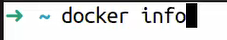 ➜ ~ docker info